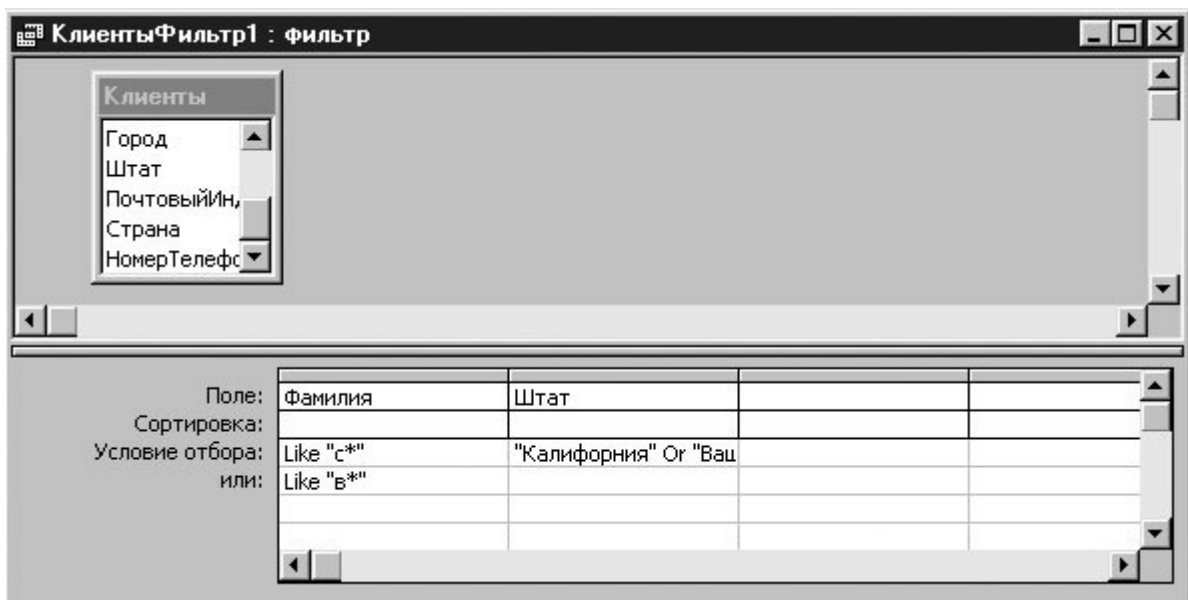 КлиентыФильтр1 : фильтр
Клиенты
Город
Штат
ПочтовыйИнд
Страна
НомерТелефо
Поле: Фамилия Штат
Сортировка:
Условие отбора: Like "с*" "Калифорния" Or "Ваш
или: Like "в*"